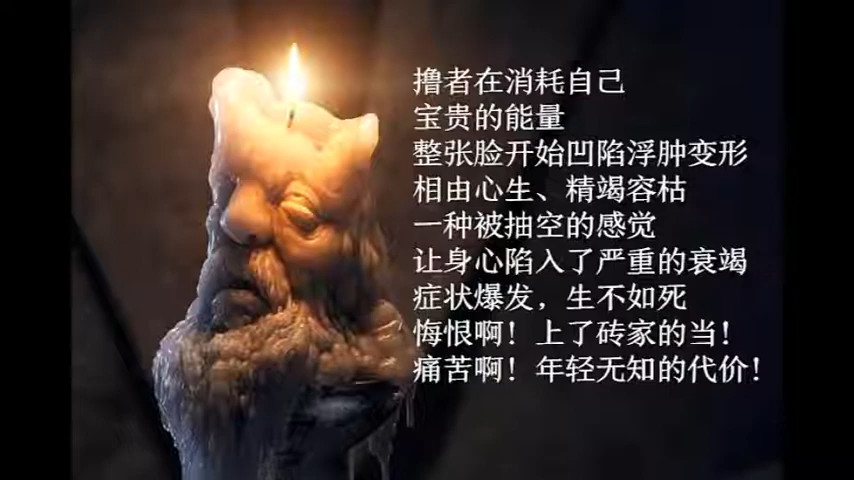 撸者在消耗自己
宝贵的能量
整张脸开始凹陷浮肿变形
相由心生、精竭容枯
一种被抽空的感觉
让身心陷入了严重的衰竭
症状爆发，生不如死
悔恨啊！上了砖家的当！
痛苦啊！年轻无知的代价！